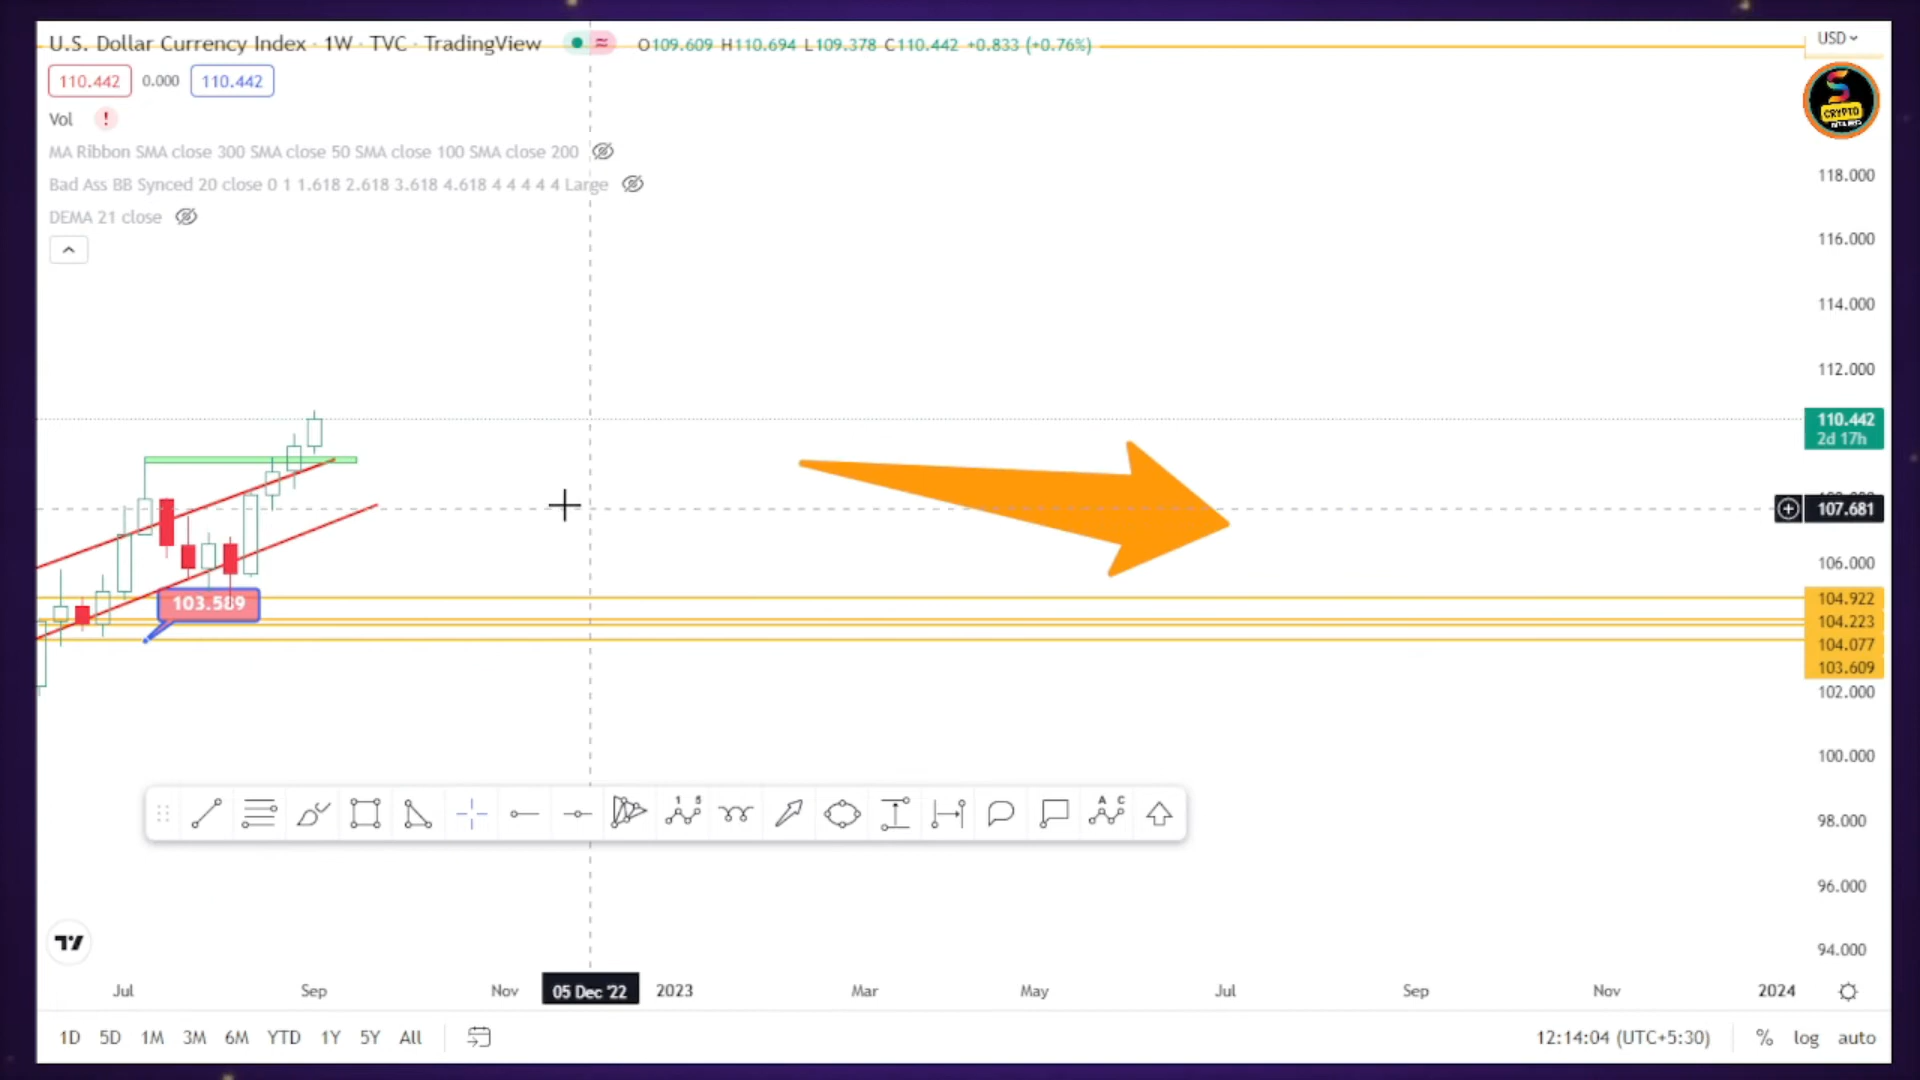 U.S. Dollar Currency Index · 1W · TVC · TradingView O109.609 H110.694 L109.378 C110.442 +0.833 (+0.76%) USD
110.442 0.000 110.442
CRYPTO
Vol !
MA Ribbon SMA close 300 SMA close 50 SMA close 100 SMA close 200
Bad Ass BB Synced 20 close 0 1 1.618 2.618 3.618 4.618 4 4 4 4 4 Large
DEMA 21 close
118.000
116.000
114.000
112.000
110.442
2d 17h
107.681
106.000
104.922
103.589
104.223
104.077
103.609
102.000
100.000
1 5
A C
98.000
96.000
94.000
Jul Sep Nov 05 Dec '22 2023 Mar May Jul Sep Nov 2024
1D 5D 1M 3M 6M YTD 1Y 5Y All 12:14:04 (UTC+5:30) % log auto